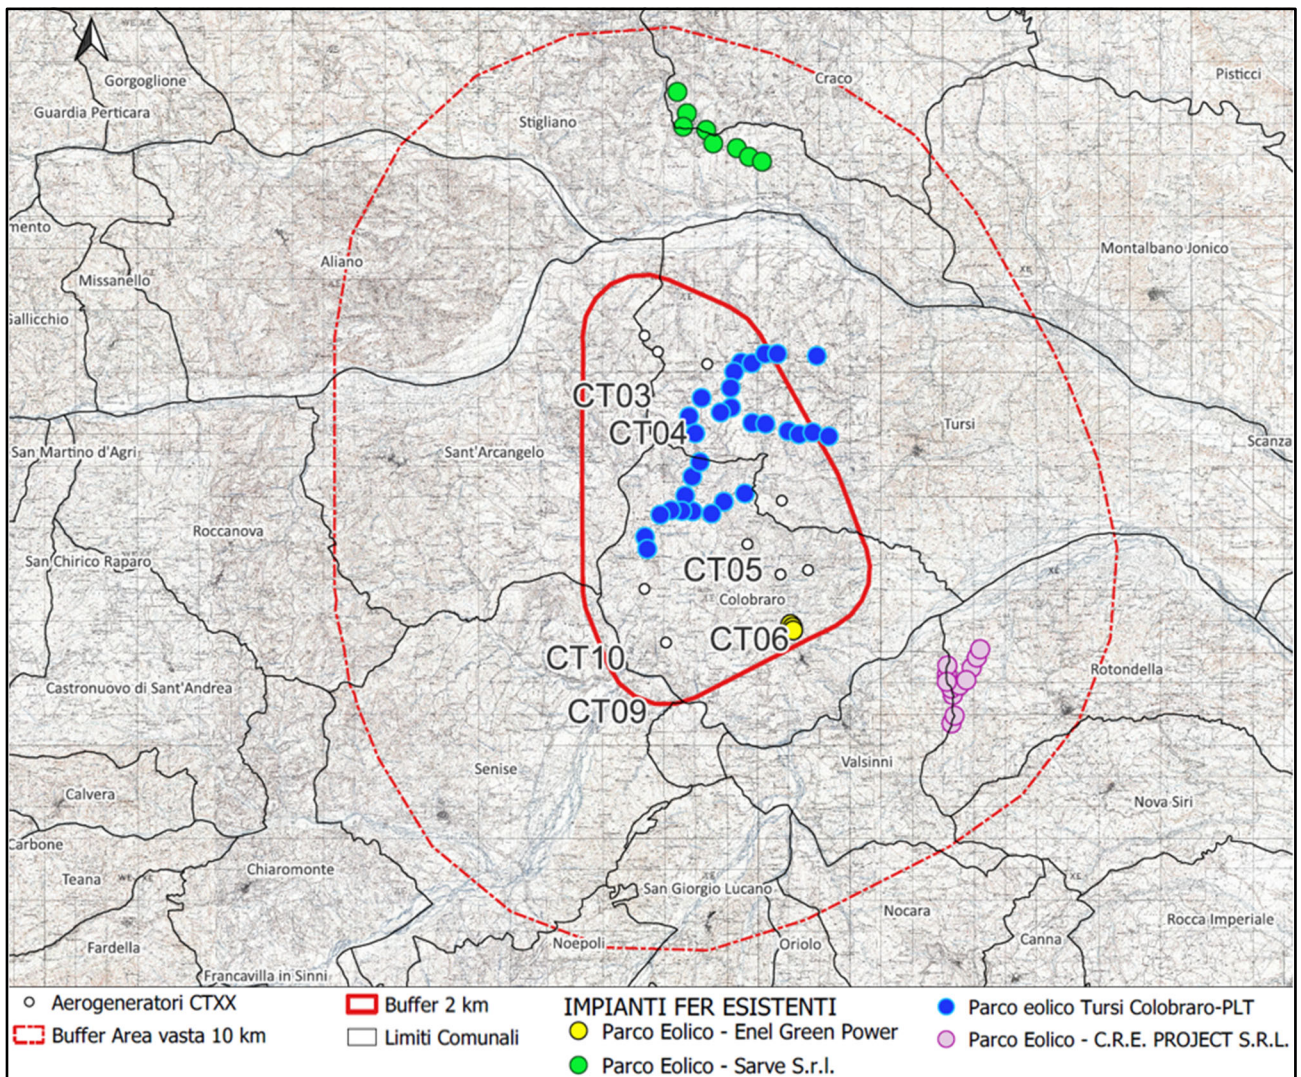 Pisticci
Craco
Gorgoglione
Guardia Perticara
Stigliano
mento
Montalbano Jonico
Aliano
Missanello
Gallicchio
CT03
Tursi
CT04
Scanza
San Martino d'Agri
Sant'Arcangelo
Roccanova
San Chirico Raparo
CT05
Colobraro
CT06
CT10
Rotondella
Castronuovo di Sant'Andrea
CT09
Valsinni
Senise
Calvera
Nova Siri
Carbone
Chiaromonte
Teana
San Giorgio Lucano
Nocara
Rocca Imperiale
Fardella
Noepoli
Oriolo
Canna
Francavilla in Sinni
Aerogeneratori CTXX
Buffer Area vasta 10 km
Buffer 2 km
Limiti Comunali
IMPIANTI FER ESISTENTI
Parco Eolico - Enel Green Power
Parco Eolico - Sarve S.r.l.
Parco eolico Tursi Colobraro-PLT
Parco Eolico - C.R.E. PROJECT S.R.L.